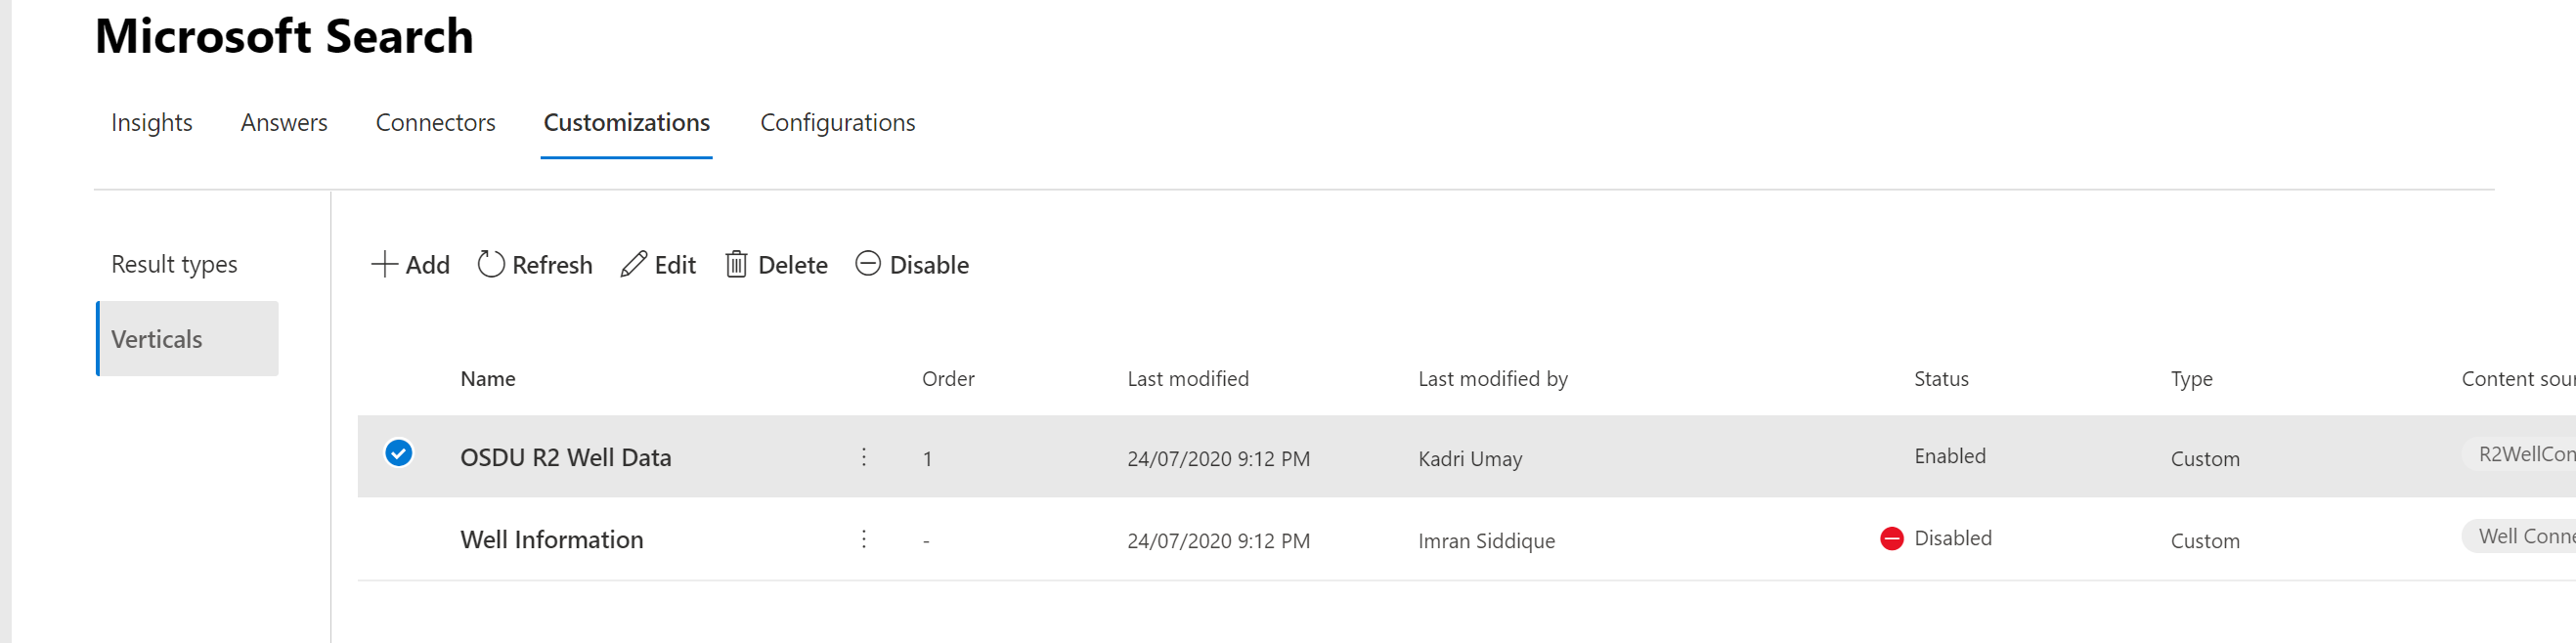 Microsoft Search
Insights Answers Connectors Customizations Configurations
Result types
Verticals
Add Refresh Edit Delete Disable
Name Order Last modified Last modified by Status Type Content sour
OSDU R2 Well Data 1 24/07/2020 9:12 PM Kadri Umay Enabled Custom R2WellCon
Well Information - 24/07/2020 9:12 PM Imran Siddique Disabled Custom Well Conne